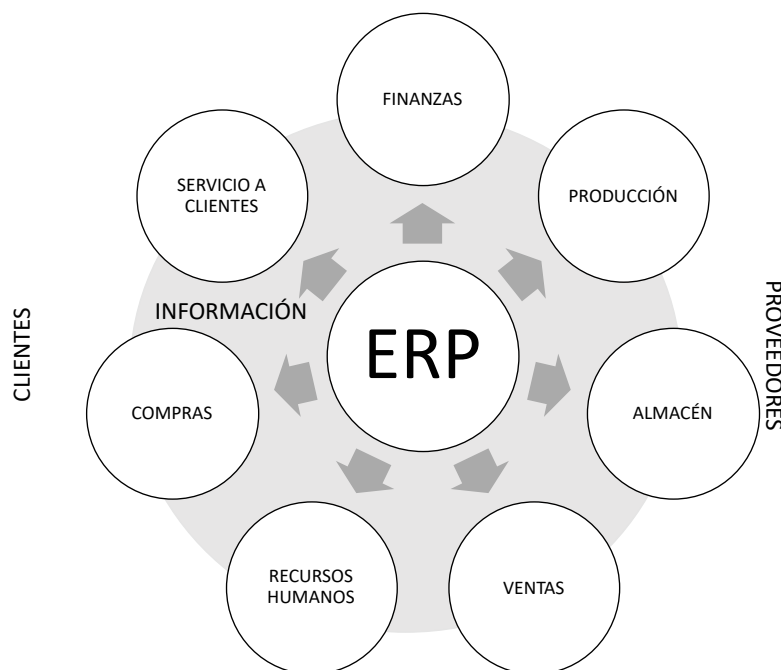 FINANZAS
SERVICIO A
CLIENTES
PRODUCCIÓN
INFORMACIÓN
ERP
CLIENTES
PROVEEDORES
COMPRAS
ALMACÉN
RECURSOS
HUMANOS
VENTAS